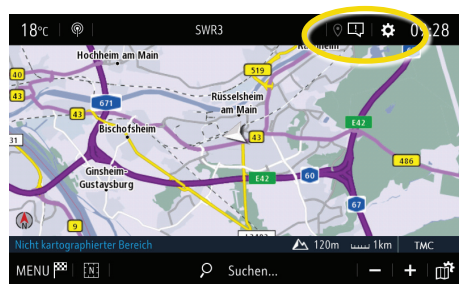 18°C SWR3 09:28
Hochheim am Main
40
519
43
671
43
Rüsselsheim
am Main
Bischofsheim
43
E42
31
486
Ginsheim-
Gustavsburg
E42
60
67
N
9
Nicht kartographierter Bereich 120m 1km TMC
MENU N Suchen... − +